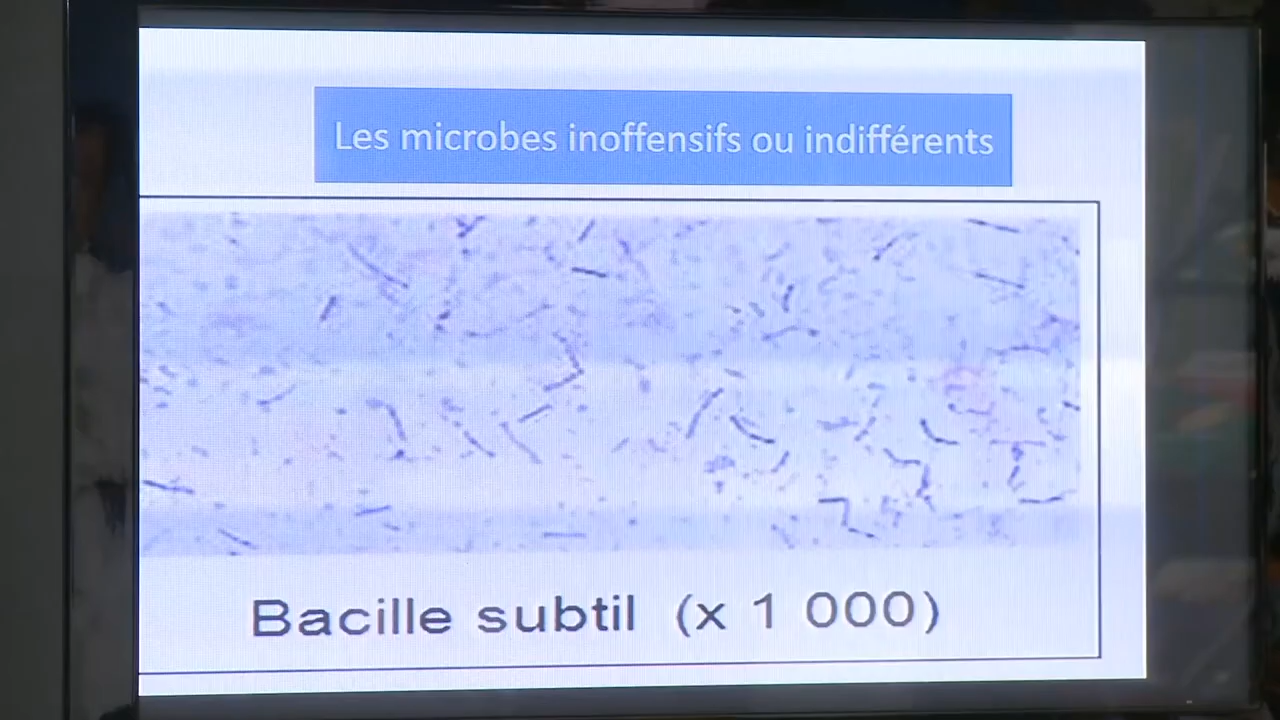 Les microbes inoffensifs ou indifférents
Bacille subtil (x 1 000)